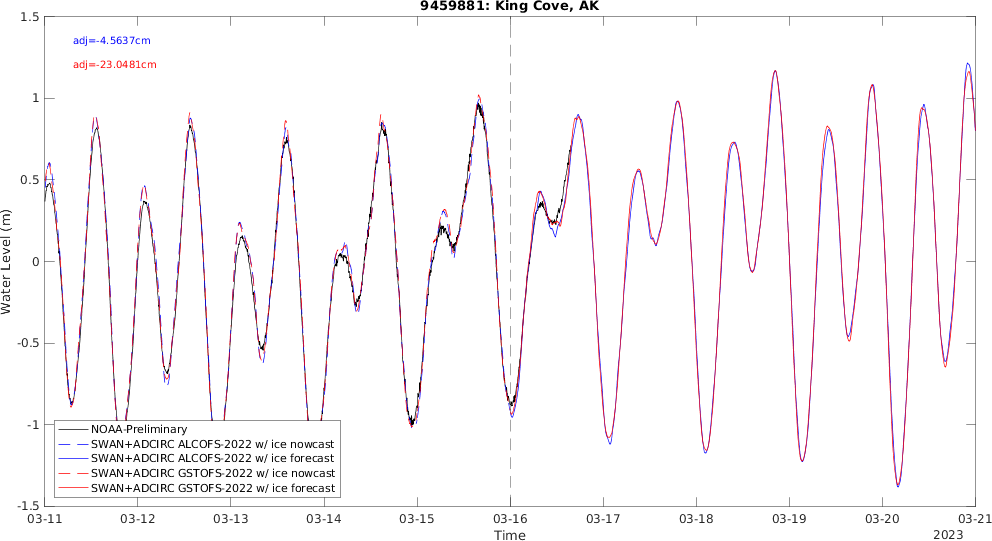 9459881: King Cove, AK
adj=-4.5637cm
adj=-23.0481cm
Water Level (m)
1.5
1
0.5
0
-0.5
-1
-1.5
NOAA-Preliminary
SWAN+ADCIRC ALCOFS-2022 w/ ice nowcast
SWAN+ADCIRC ALCOFS-2022 w/ ice forecast
SWAN+ADCIRC GSTOFS-2022 w/ ice nowcast
SWAN+ADCIRC GSTOFS-2022 w/ ice forecast
03-11 03-12 03-13 03-14 03-15 03-16 03-17 03-18 03-19 03-20 03-21
Time
2023